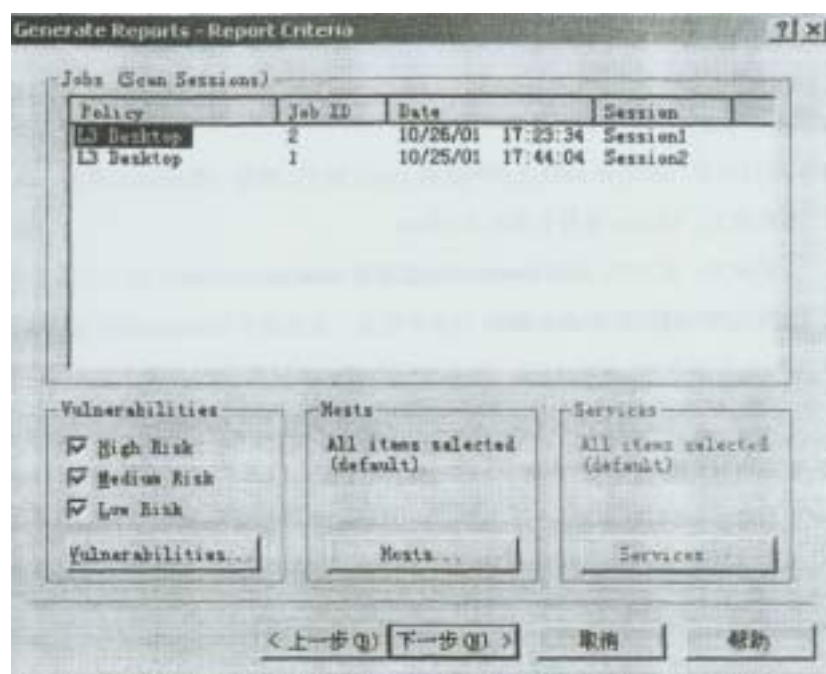 Generate Reports - Report Criteria
Jobs (Scan Sessions)
Policy Job ID Date Session
L3 Desktop 2 10/26/01 17:23:34 Session1
L3 Desktop 1 10/25/01 17:44:04 Session2
Vulnerabilities
High Risk
Medium Risk
Low Risk
Vulnerabilities...
Hosts
All items selected
(default)
Hosts...
Services
All items selected
(default)
Services...
<上一步(B) 下一步(N) > 取消 帮助